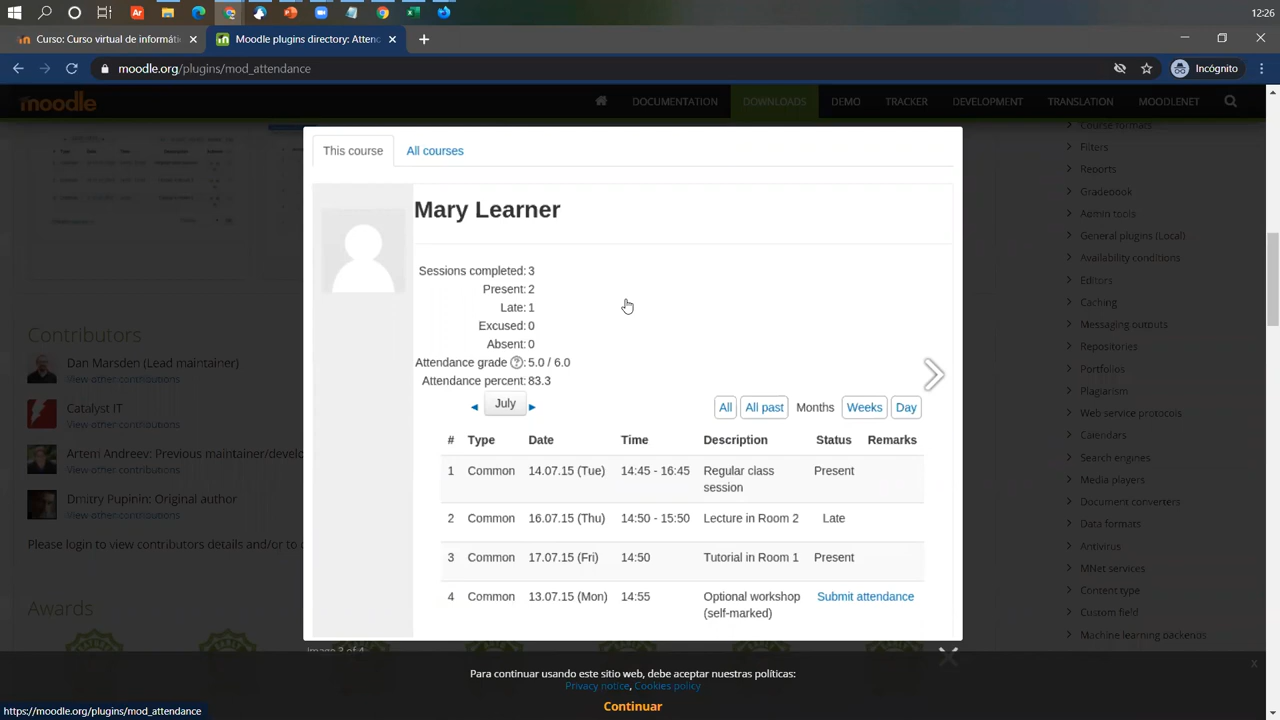 12:26
Curso: Curso virtual de informát
Moodle plugins directory: Atten
moodle.org/plugins/mod_attendance
Incógnito
moodle
DOCUMENTATION
DOWNLOADS
DEMO
TRACKER
DEVELOPMENT
TRANSLATION
MOODLENET
This course
All courses
Mary Learner
Sessions completed: 3
Present: 2
Late: 1
Excused: 0
Absent: 0
Attendance grade ?: 5.0 / 6.0
Attendance percent: 83.3
◄ July ►
All All past Months Weeks Day
# Type Date Time Description Status Remarks
1 Common 14.07.15 (Tue) 14:45 - 16:45 Regular class session Present
2 Common 16.07.15 (Thu) 14:50 - 15:50 Lecture in Room 2 Late
3 Common 17.07.15 (Fri) 14:50 Tutorial in Room 1 Present
4 Common 13.07.15 (Mon) 14:55 Optional workshop (self-marked) Submit attendance
Image 3 of 4
Contributors
Dan Marsden (Lead maintainer)
View other contributions
Catalyst IT
View other contributions
Artem Andreev: Previous maintainer/develo
View other contributions
Dmitry Pupinin: Original author
View other contributions
Please login to view contributors details and/or to c
Awards
Course formats
Filters
Reports
Gradebook
Admin tools
General plugins (Local)
Availability conditions
Editors
Caching
Messaging outputs
Repositories
Portfolios
Plagiarism
Web service protocols
Calendars
Search engines
Media players
Document converters
Data formats
Antivirus
MNet services
Content type
Custom field
Machine learning backends
Para continuar usando este sitio web, debe aceptar nuestras políticas:
Privacy notice, Cookies policy
Continuar
x
https://moodle.org/plugins/mod_attendance